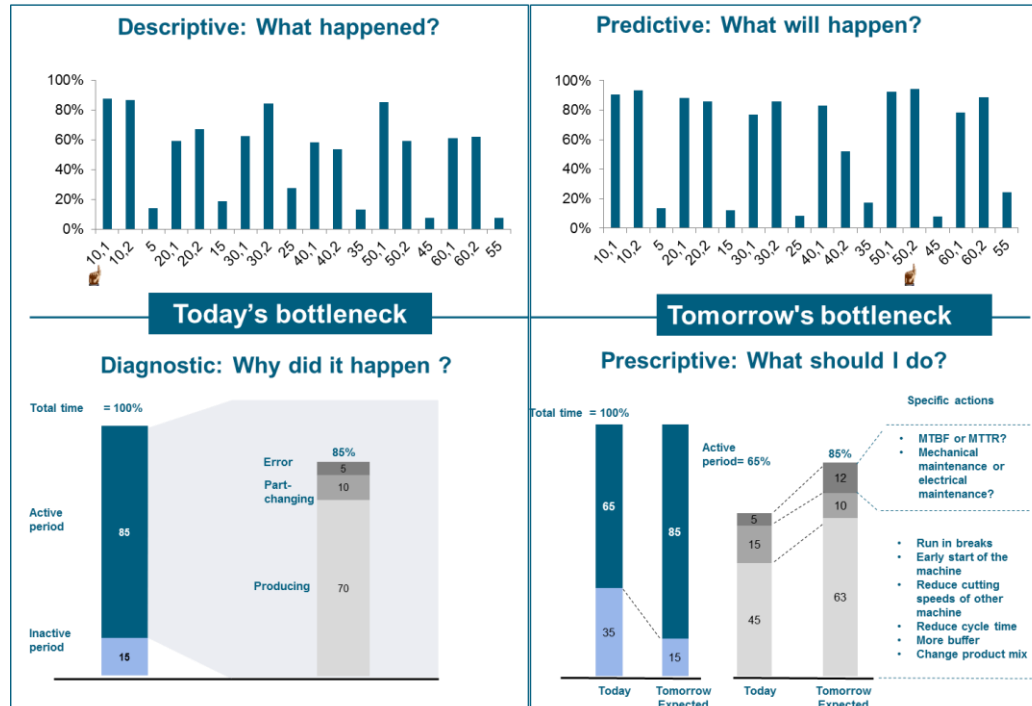 Descriptive: What happened?
100%
80%
60%
40%
20%
0%
10,1
10,2
5
20,1
20,2
15
30,1
30,2
25
40,1
40,2
35
50,1
50,2
45
60,1
60,2
55
Predictive: What will happen?
100%
80%
60%
40%
20%
0%
10,1
10,2
5
20,1
20,2
15
30,1
30,2
25
40,1
40,2
35
50,1
50,2
45
60,1
60,2
55
Today's bottleneck
Tomorrow's bottleneck
Diagnostic: Why did it happen ?
Total time = 100%
Active
period
Inactive
period
85
15
85%
Error
5
Part-
changing
10
Producing
70
Prescriptive: What should I do?
Total time = 100%
65
35
85
15
Today
Tomorrow
Expected
Active
period= 65%
5
15
45
85%
12
10
63
Today
Tomorrow
Expected
Specific actions
• MTBF or MTTR?
• Mechanical
maintenance or
electrical
maintenance?
• Run in breaks
• Early start of the
machine
• Reduce cutting
speeds of other
machine
• Reduce cycle time
• More buffer
• Change product mix